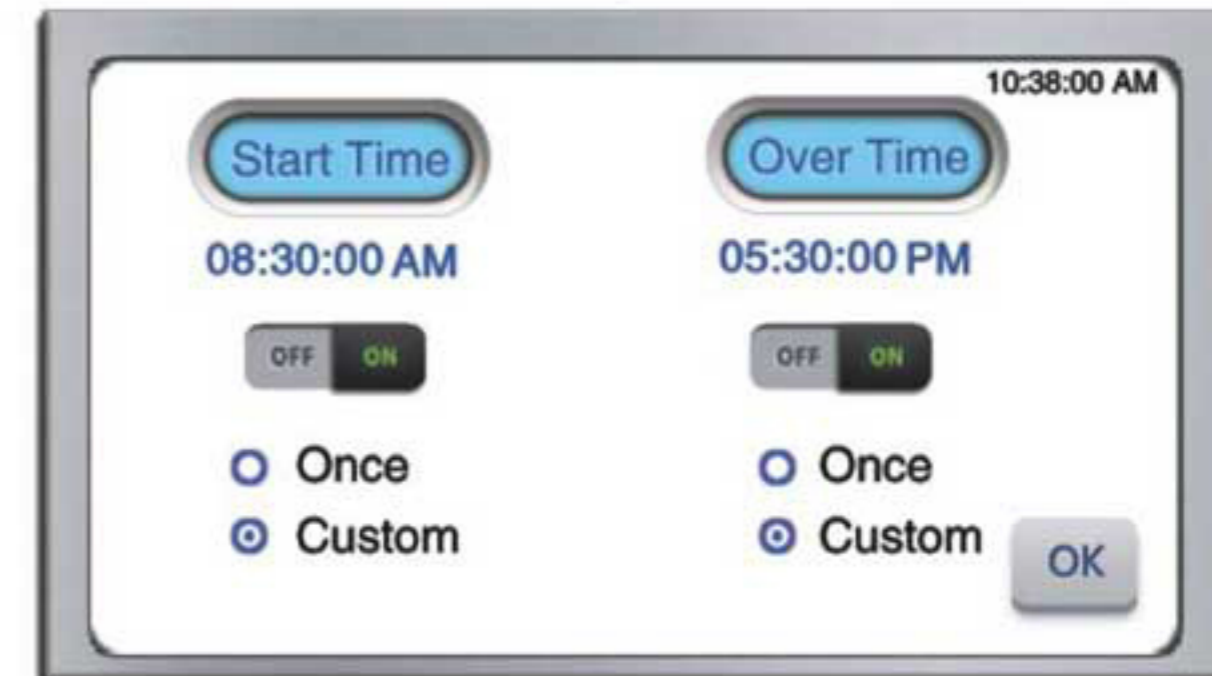 10:38:00 AM
Start Time
Over Time
08:30:00 AM
05:30:00 PM
OFF ON
OFF ON
Once
Once
Custom
Custom
OK